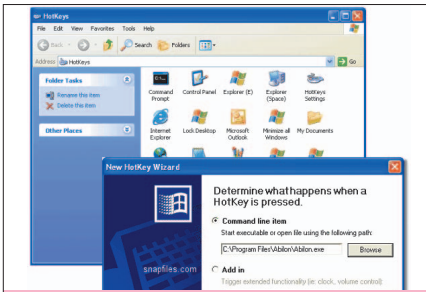 HotKeys
File Edit View Favorites Tools Help
Back Search Folders
Address HotKeys Go
Folder Tasks
Rename this item
Delete this item
Other Places
Command Prompt
Control Panel
Explorer (E)
Explorer (Space)
HotKeys Settings
Internet Explorer
Lock Desktop
Microsoft Outlook
Minimize all Windows
My Documents
New HotKey Wizard
Determine what happens when a
HotKey is pressed.
Command line item
Start executable or open file using the following path:
C:\Program Files\Abilon\Abilon.exe Browse
snapfiles.com
Add in
Trigger extended functionality (ie: clock, volume control)